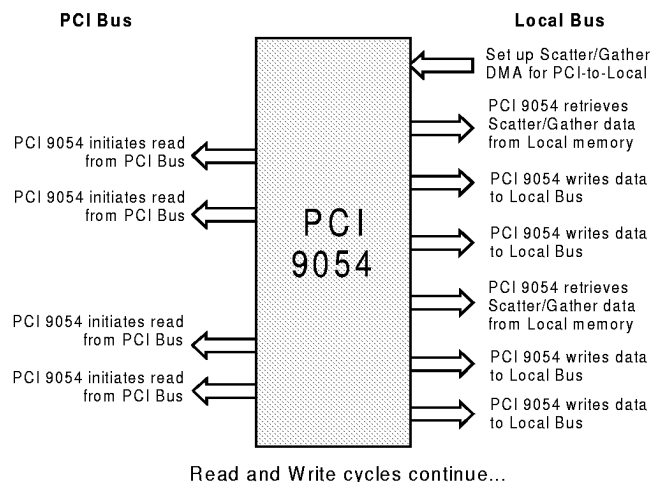 PCI Bus
Local Bus
Set up Scatter/Gather
DMA for PCI-to-Local
PCI 9054 retrieves
Scatter/Gather data
from Local memory
PCI 9054 initiates read
from PCI Bus
PCI 9054 writes data
to Local Bus
PCI 9054 initiates read
from PCI Bus
PCI
9054
PCI 9054 writes data
to Local Bus
PCI 9054 retrieves
Scatter/Gather data
from Local memory
PCI 9054 initiates read
from PCI Bus
PCI 9054 writes data
to Local Bus
PCI 9054 initiates read
from PCI Bus
PCI 9054 writes data
to Local Bus
Read and Write cycles continue...